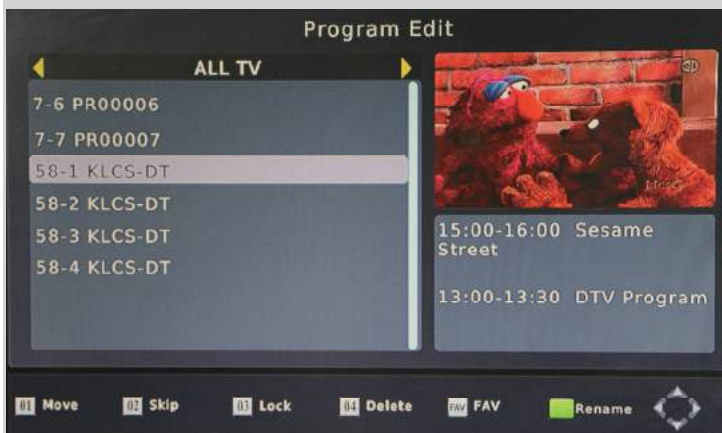 Program Edit
ALL TV
7-6 PR00006
7-7 PR00007
58-1 KLCS-DT
58-2 KLCS-DT
58-3 KLCS-DT
58-4 KLCS-DT
15:00-16:00 Sesame
Street
13:00-13:30 DTV Program
01 Move
02 Skip
03 Lock
04 Delete
FAV FAV
Rename